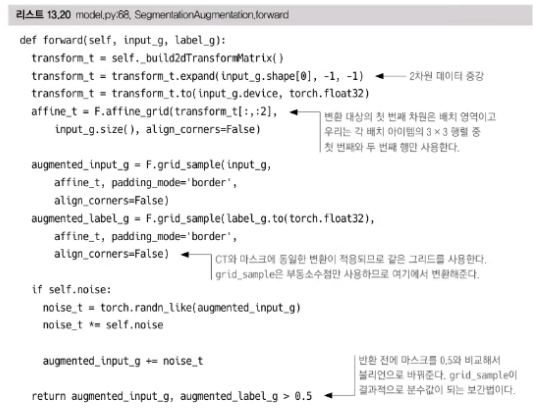 리스트 13.20 model.py:68, SegmentationAugmentation.forward
def forward(self, input_g, label_g):
transform_t = self._build2dTransformMatrix()
transform_t = transform_t.expand(input_g.shape[0], -1, -1)
2차원 데이터 증강
transform_t = transform_t.to(input_g.device, torch.float32)
affine_t = F.affine_grid(transform_t[:,:2],
input_g.size(), align_corners=False)
변환 대상의 첫 번째 차원은 배치 영역이고
우리는 각 배치 아이템의 3 × 3 행렬 중
첫 번째와 두 번째 행만 사용한다.
augmented_input_g = F.grid_sample(input_g,
affine_t, padding_mode='border',
align_corners=False)
augmented_label_g = F.grid_sample(label_g.to(torch.float32),
affine_t, padding_mode='border',
align_corners=False)
CT와 마스크에 동일한 변환이 적용되므로 같은 그리드를 사용한다.
grid_sample은 부동소수점만 사용하므로 여기에서 변환해준다.
if self.noise:
noise_t = torch.randn_like(augmented_input_g)
noise_t *= self.noise
augmented_input_g += noise_t
반환 전에 마스크를 0.5와 비교해서
불리언으로 바꿔준다. grid_sample이
결과적으로 분수값이 되는 보간법이다.
return augmented_input_g, augmented_label_g > 0.5